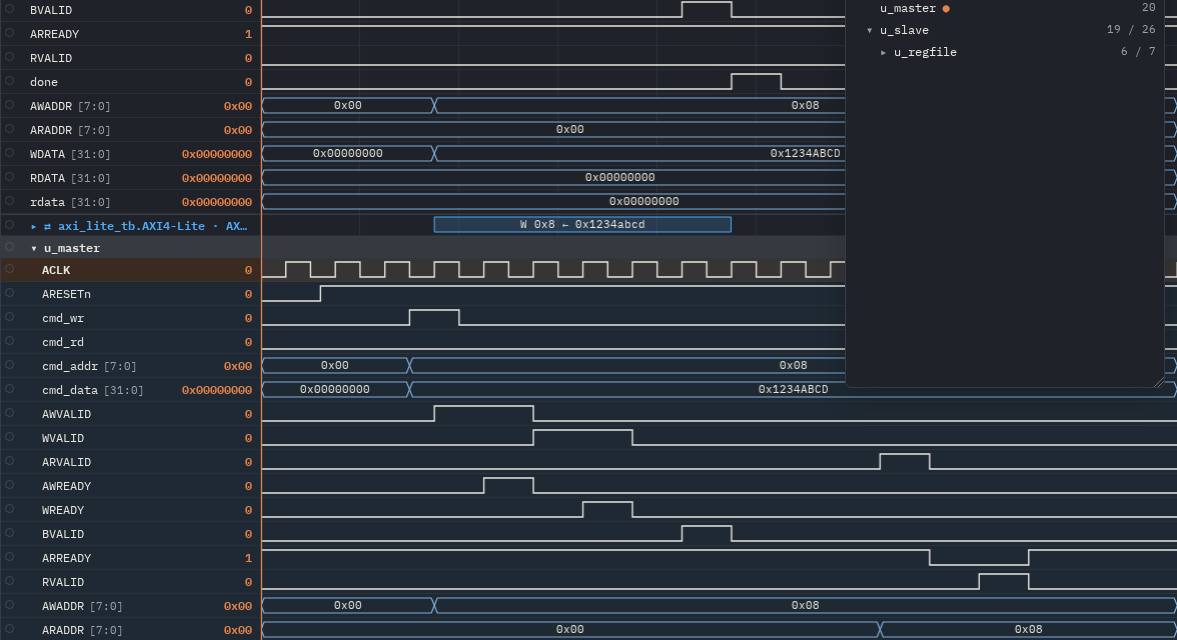 BVALID 0
ARREADY 1
RVALID 0
done 0
AWADDR [7:0] 0x00 0x00 0x08
ARADDR [7:0] 0x00 0x00
WDATA [31:0] 0x00000000 0x00000000 0x1234ABCD
RDATA [31:0] 0x00000000 0x00000000
rdata [31:0] 0x00000000 0x00000000
▸ ⇄ axi_lite_tb.AXI4-Lite · AX… W 0x8 ← 0x1234abcd
▾ u_master
ACLK 0
ARESETn 0
cmd_wr 0
cmd_rd 0
cmd_addr [7:0] 0x00 0x00 0x08
cmd_data [31:0] 0x00000000 0x00000000 0x1234ABCD
AWVALID 0
WVALID 0
ARVALID 0
AWREADY 0
WREADY 0
BVALID 0
ARREADY 1
RVALID 0
AWADDR [7:0] 0x00 0x00 0x08
ARADDR [7:0] 0x00 0x00 0x08
u_master 20
▾ u_slave 19 / 26
▸ u_regfile 6 / 7